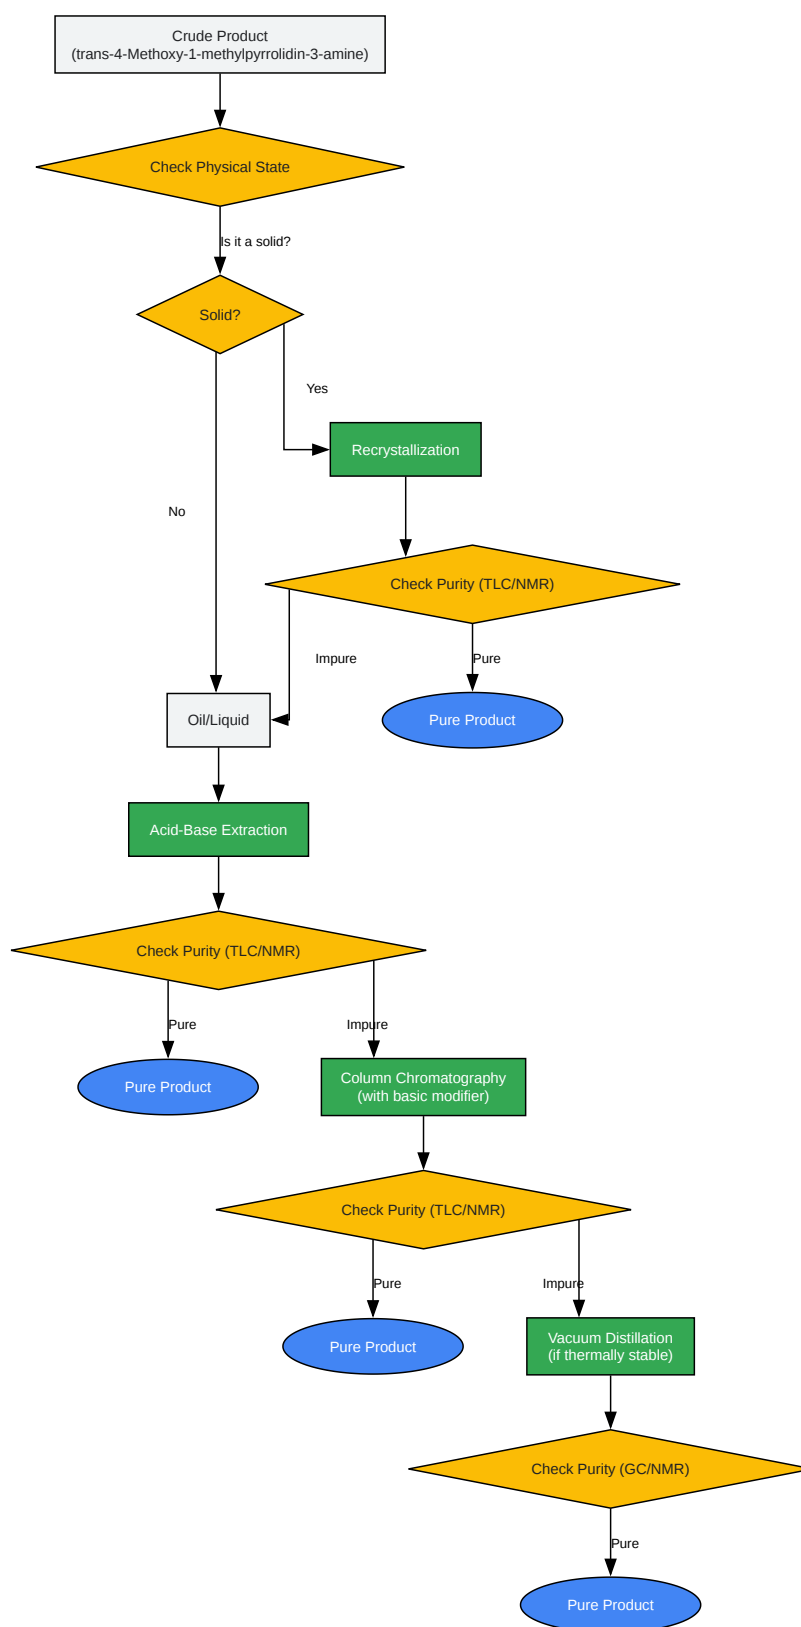 Crude Product
(trans-4-Methoxy-1-methylpyrrolidin-3-amine)
Check Physical State
Is it a solid?
Solid?
Yes
Recrystallization
No
Check Purity (TLC/NMR)
Impure
Pure
Oil/Liquid
Pure Product
Acid-Base Extraction
Check Purity (TLC/NMR)
Pure
Impure
Pure Product
Column Chromatography
(with basic modifier)
Check Purity (TLC/NMR)
Pure
Impure
Pure Product
Vacuum Distillation
(if thermally stable)
Check Purity (GC/NMR)
Pure
Pure Product